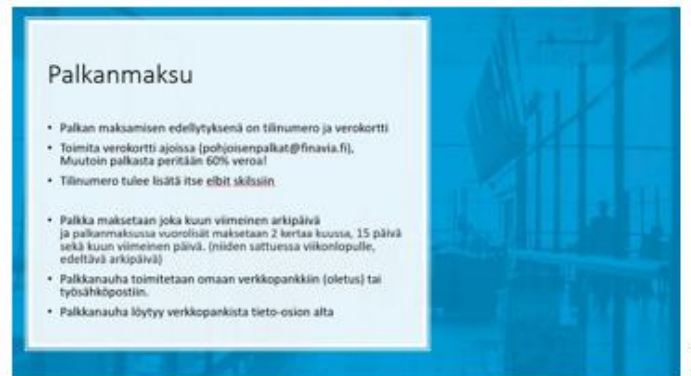 Palkanmaksu
• Palkan maksamisen edellytyksenä on tilinumero ja verokortti
• Toimita verokortti ajoissa (pohjoisenpalkat@finavia.fi),
Muutoin palkasta peritään 60% veroa!
• Tilinumero tulee lisätä itse elbit skilssiin
• Palkka maksetaan joka kuun viimeinen arkipäivä
ja palkanmaksussa vuorolisät maksetaan 2 kertaa kuussa, 15 päivä
sekä kuun viimeinen päivä. (niiden sattuessa viikonlopulle,
edeltävä arkipäivä)
• Palkkanauha toimitetaan omaan verkkopankkiin (oletus) tai
työsähköpostiin.
• Palkkanauha löytyy verkkopankista tieto-osion alta